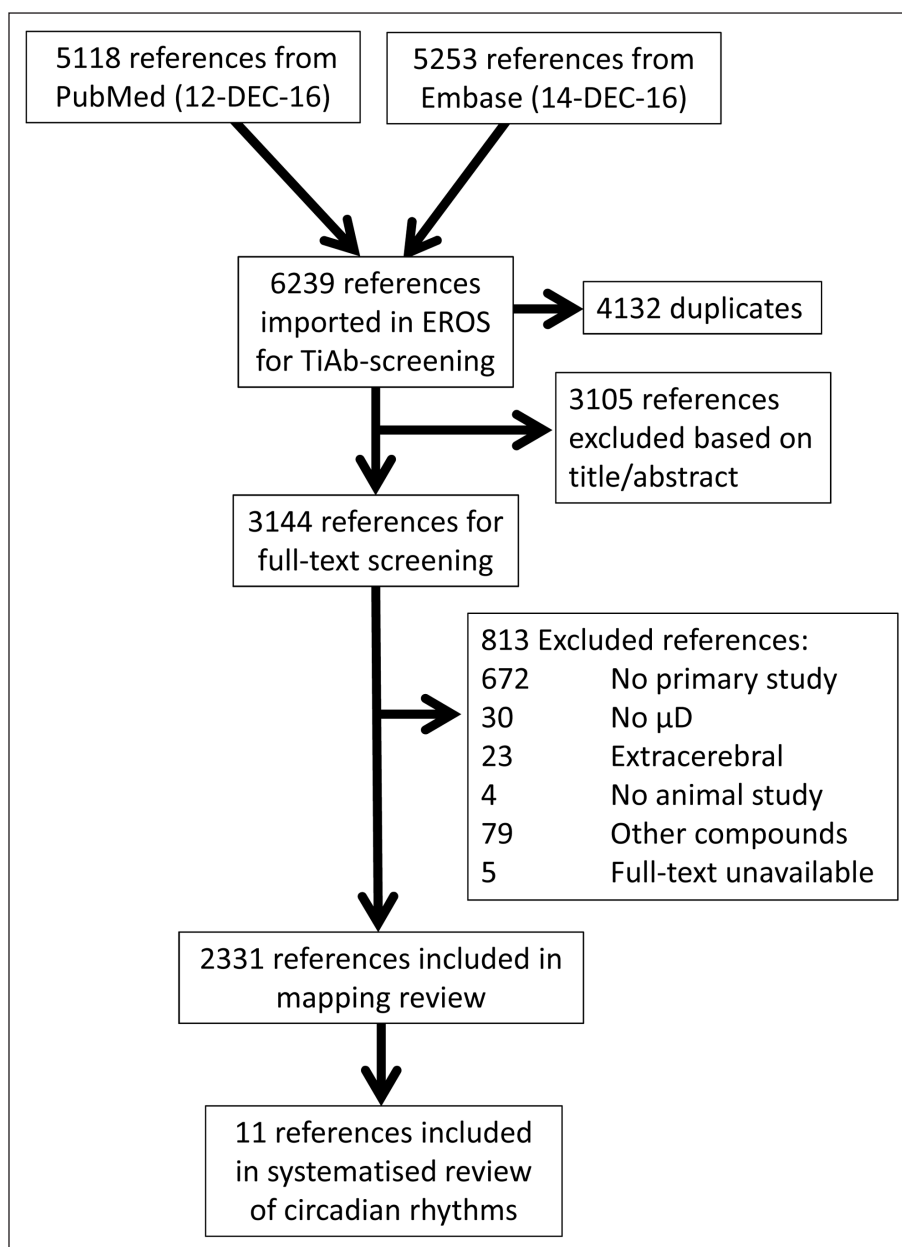 5118 references from
PubMed (12-DEC-16)
5253 references from
Embase (14-DEC-16)
6239 references
imported in EROS
for TiAb-screening
4132 duplicates
3105 references
excluded based on
title/abstract
3144 references for
full-text screening
813 Excluded references:
672 No primary study
30 No µD
23 Extracerebral
4 No animal study
79 Other compounds
5 Full-text unavailable
2331 references included in
mapping review
11 references included
in systematised review
of circadian rhythms